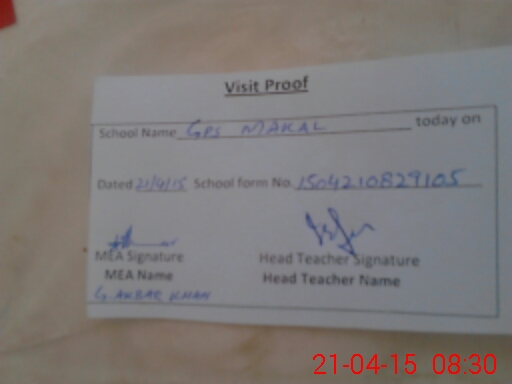 Visit Proof
School Name GPS MAKAL today on
Dated 21/4/15 School form No. 1504210829105
MEA Signature Head Teacher Signature
MEA Name Head Teacher Name
G. AKBAR KHAN
21-04-15 08:30